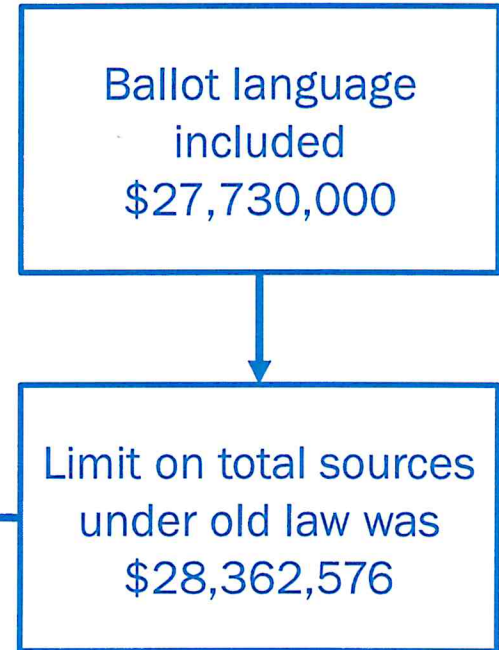 Ballot language
included
$27,730,000
Limit on total sources
under old law was
$28,362,576